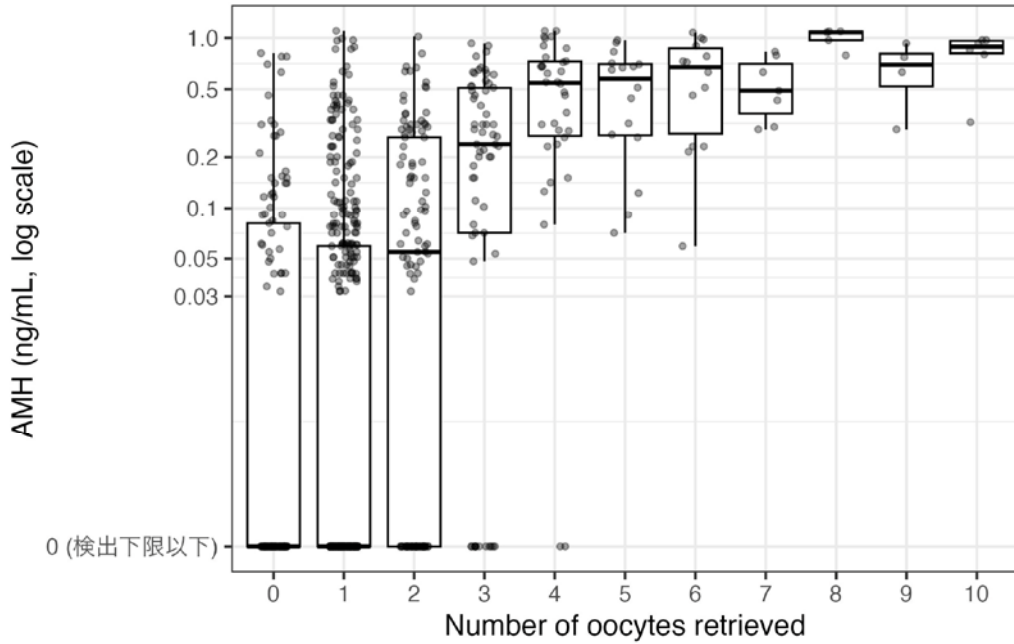 AMH (ng/mL, log scale)
1.0
0.5
0.2
0.1
0.05
0.03
0 (検出下限以下)
0 1 2 3 4 5 6 7 8 9 10
Number of oocytes retrieved